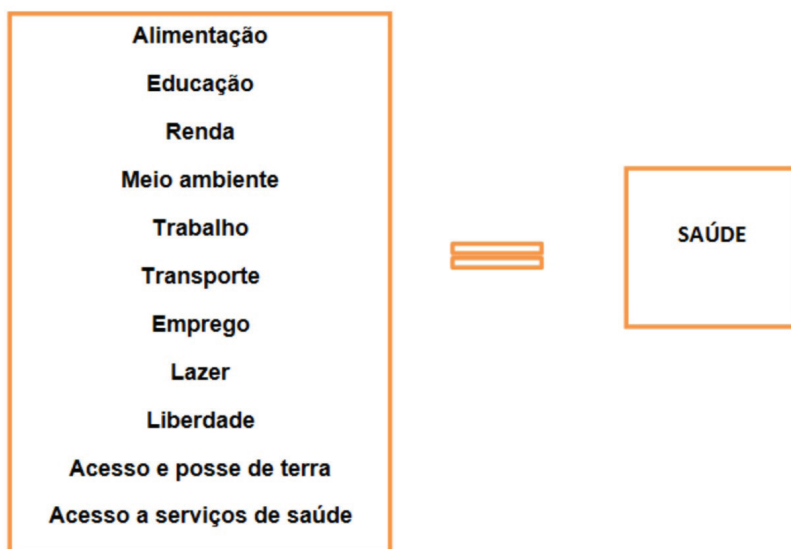 Alimentação
Educação
Renda
Meio ambiente
Trabalho
Transporte
Emprego
Lazer
Liberdade
Acesso e posse de terra
Acesso a serviços de saúde
SAÚDE